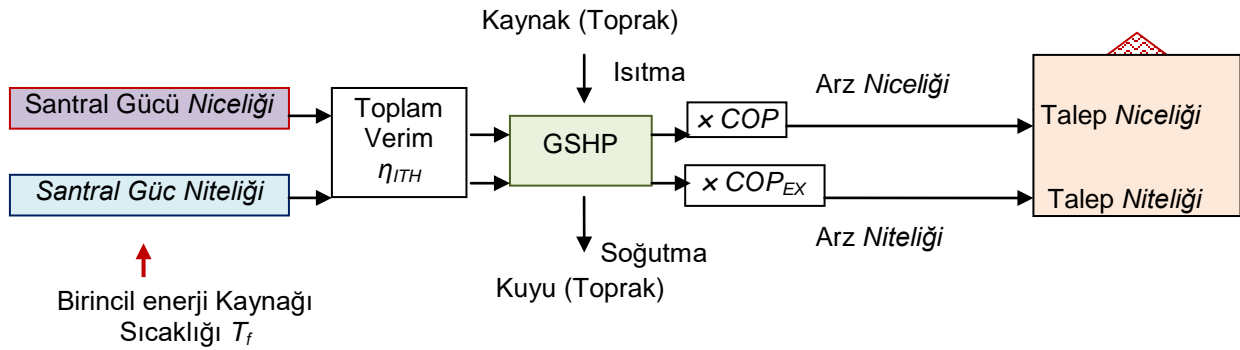 Kaynak (Toprak)
Isıtma
Santral Gücü Niceliği
Toplam
Verim
ηITH
GSHP
× COP
Arz Niceliği
Talep Niceliği
Santral Güc Niteliği
× COPEX
Arz Niteliği
Talep Niteliği
Soğutma
Kuyu (Toprak)
Birincil enerji Kaynağı
Sıcaklığı Tf